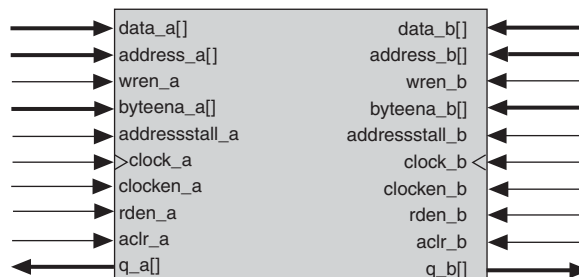 data_a[] data_b[]
address_a[] address_b[]
wren_a wren_b
byteena_a[] byteena_b[]
addressstall_a addressstall_b
clock_a clock_b
clocken_a clocken_b
rden_a rden_b
aclr_a aclr_b
q_a[] q_b[]